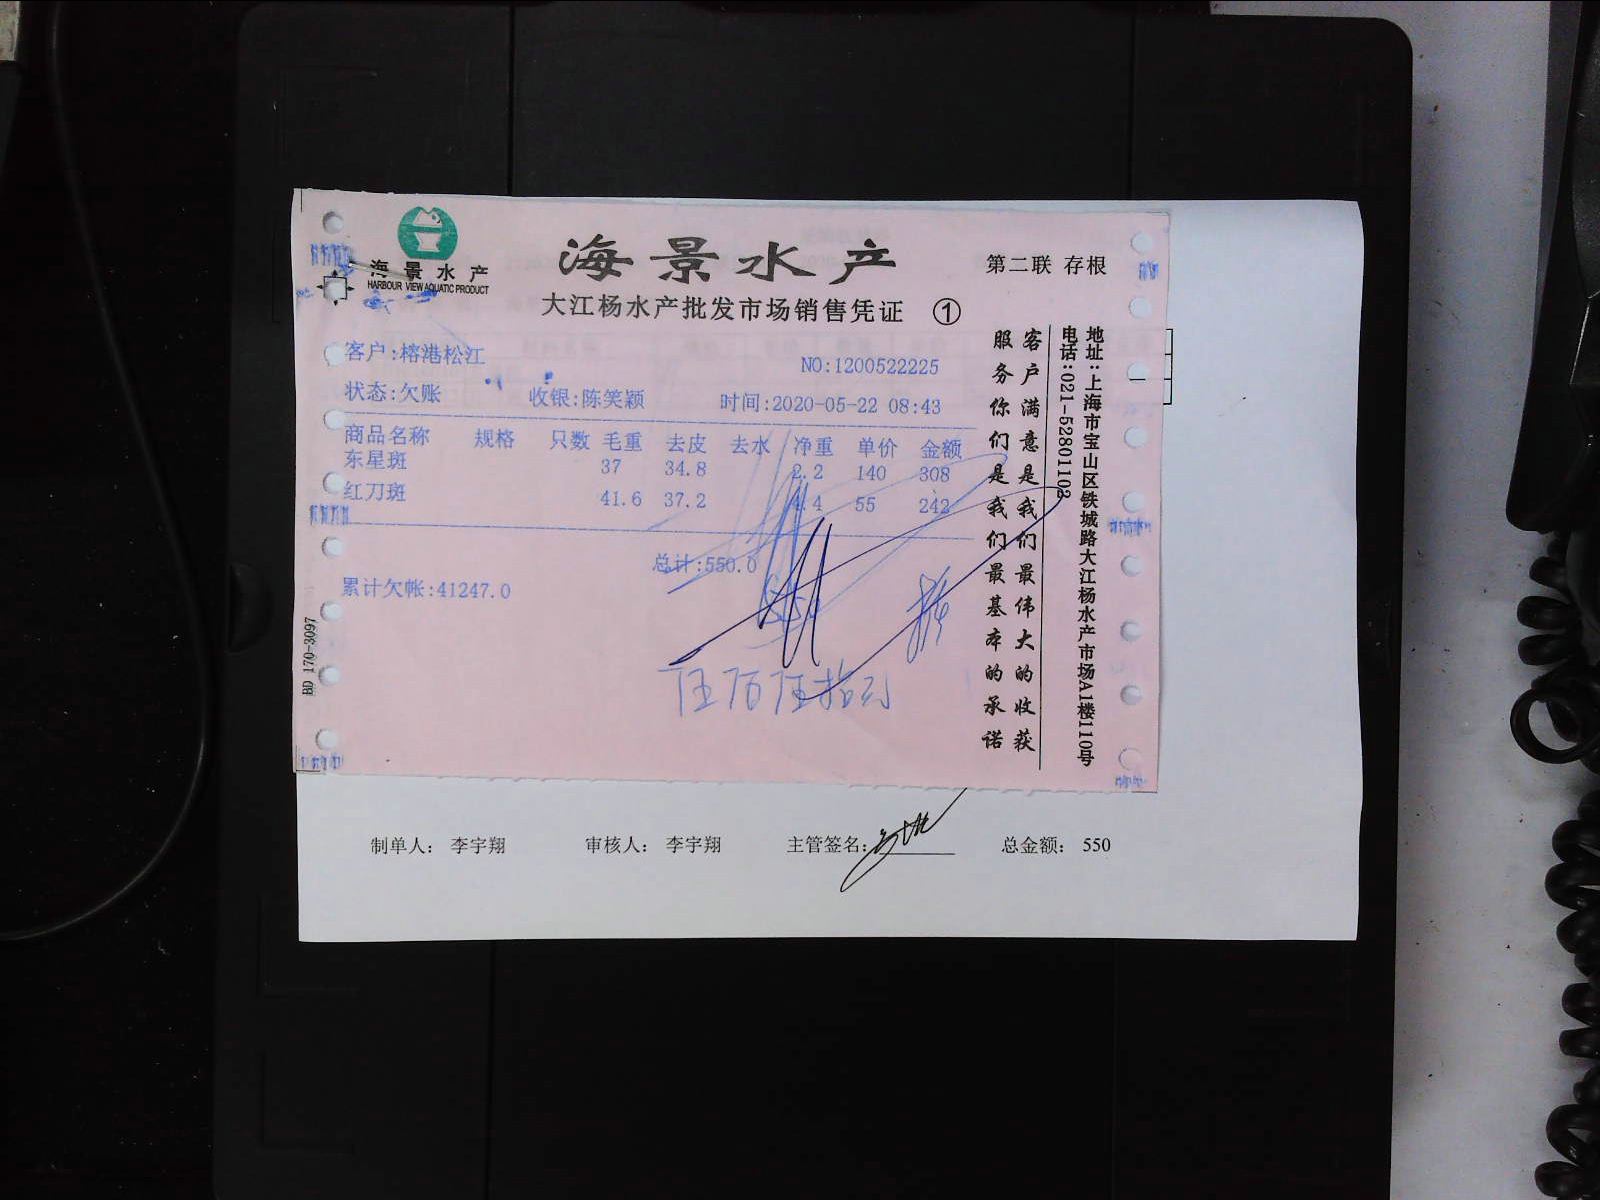 海景水产
HARBOUR VIEW AQUATIC PRODUCT
海景水产
第二联 存根
大江杨水产批发市场销售凭证 ①
客户:榕港松江
NO:1200522225
状态:欠账 收银:陈笑颖 时间:2020-05-22 08:43
商品名称 规格 只数 毛重 去皮 去水 净重 单价 金额
东星斑 37 34.8 2.2 140 308
红刀斑 41.6 37.2 4.4 55 242
总计:550.0
累计欠帐:41247.0
伍百伍拾元
客户满意是我们最伟大的收获
服务你们是我们最基本的承诺
地址:上海市宝山区铁城路大江杨水产市场A1楼110号
电话:021-52801102
BD 170-3097
制单人: 李宇翔 审核人: 李宇翔 主管签名: 总金额: 550